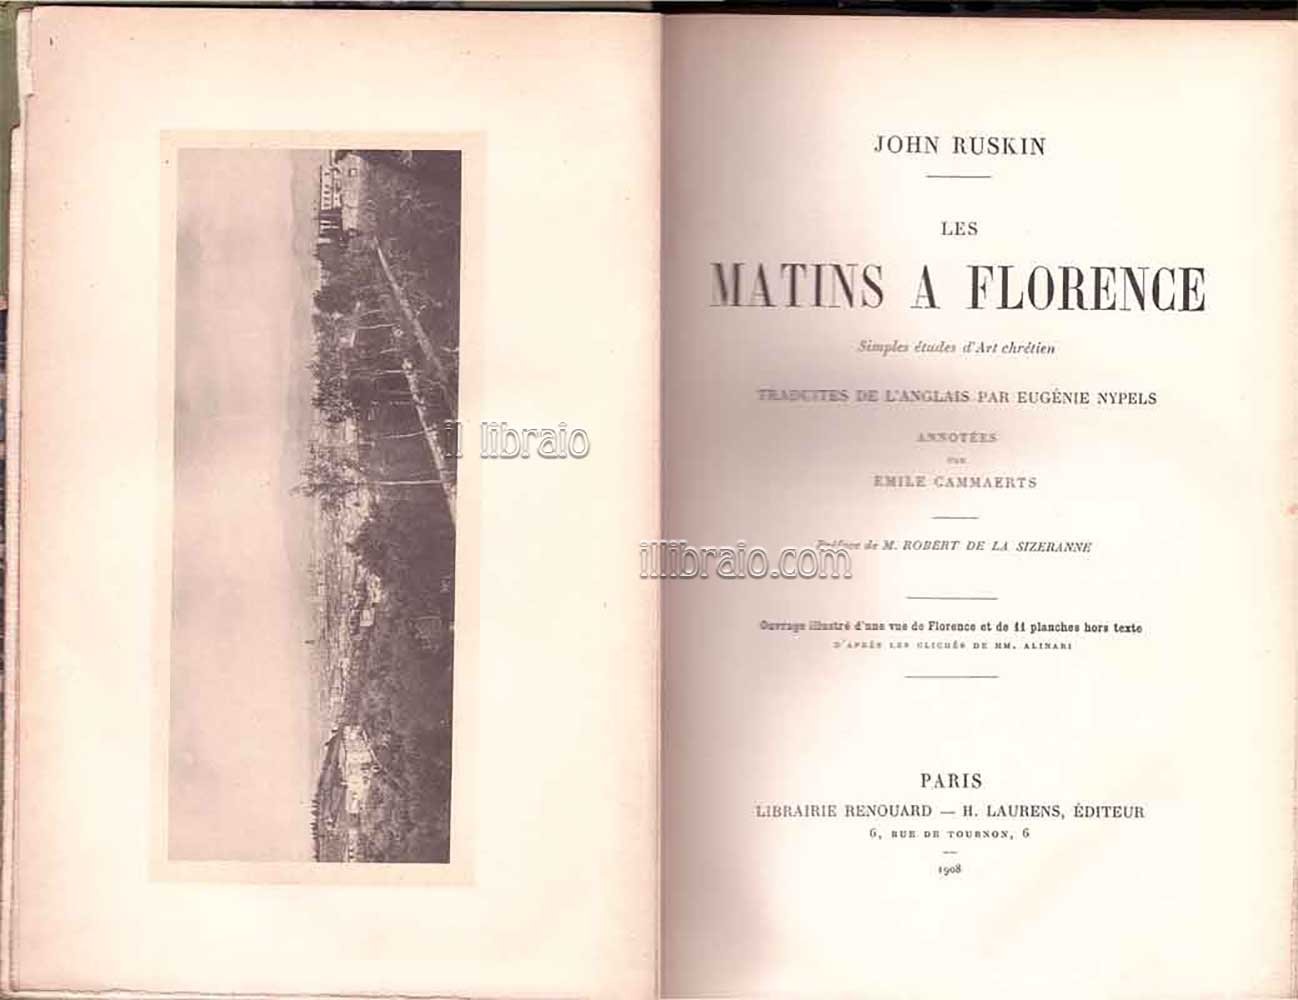 JOHN RUSKIN
LES
MATINS A FLORENCE
Simples études d'Art chrétien
TRADUITES DE L'ANGLAIS PAR EUGÉNIE NYPELS
ANNOTÉES
PAR
EMILE CAMMAERTS
Préface de M. ROBERT DE LA SIZERANNE
Ouvrage illustré d'une vue de Florence et de 11 planches hors texte
D'APRÈS LES CLICHÉS DE MM. ALINARI
PARIS
LIBRAIRIE RENOUARD — H. LAURENS, ÉDITEUR
6, RUE DE TOURNON, 6
1908
il libraio
illibraio.com